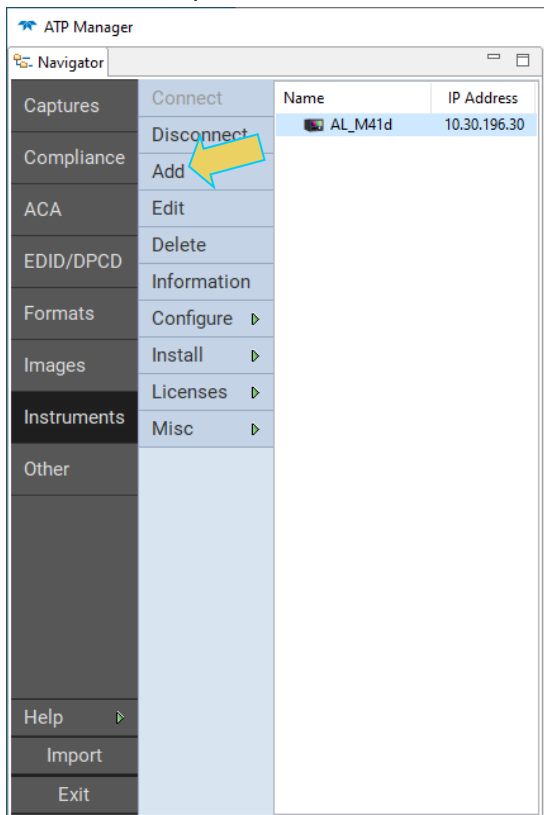 ATP Manager
Navigator
Captures
Compliance
ACA
EDID/DPCD
Formats
Images
Instruments
Other
Help
Import
Exit
Connect
Disconnect
Add
Edit
Delete
Information
Configure
Install
Licenses
Misc
Name IP Address
AL_M41d 10.30.196.30